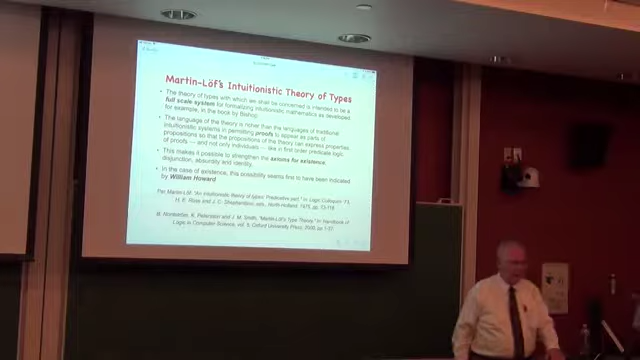 Martin-Löf's Intuitionistic Theory of Types
• The theory of types with which we shall be concerned is intended to be a
full scale system for formalizing intuitionistic mathematics as developed,
for example, in the book by Bishop.
• The language of the theory is richer than the languages of traditional
intuitionistic systems in permitting proofs to appear as parts of
propositions so that the propositions of the theory can express properties
of proofs — and not only individuals — like in first order predicate logic.
• This makes it possible to strengthen the axioms for existence,
disjunction, absurdity and identity.
• In the case of existence, this possibility seems first to have been indicated
by William Howard
Per Martin-Löf. "An intuitionistic theory of types: Predicative part." In: Logic Colloquium '73,
H. E. Rose and J. C. Shepherdson, eds., North-Holland, 1975, pp. 73-118.
B. Nordström, K. Petersson and J. M. Smith, "Martin-Löf's Type Theory." In Handbook of
Logic in Computer Science, vol. 5, Oxford University Press, 2000, pp. 1-37.